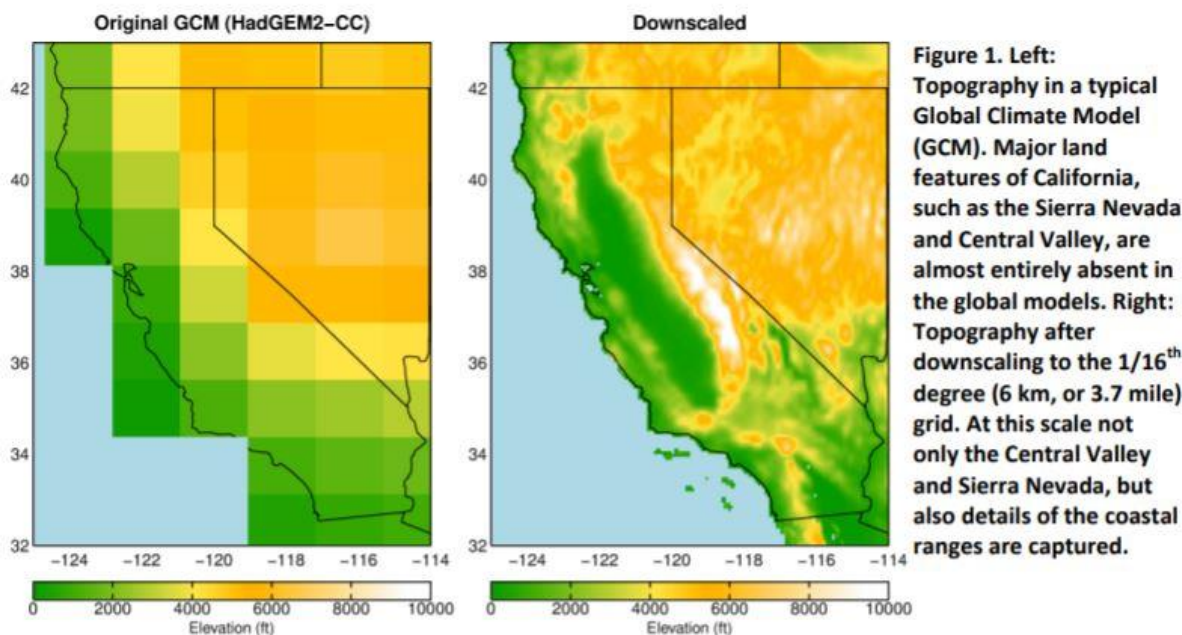 Original GCM (HadGEM2-CC)
42
40
38
36
34
32
−124 −122 −120 −118 −116 −114
0 2000 4000 6000 8000 10000
Elevation (ft)
Downscaled
42
40
38
36
34
32
−124 −122 −120 −118 −116 −114
0 2000 4000 6000 8000 10000
Elevation (ft)
Figure 1. Left:
Topography in a typical
Global Climate Model
(GCM). Major land
features of California,
such as the Sierra Nevada
and Central Valley, are
almost entirely absent in
the global models. Right:
Topography after
downscaling to the 1/16th
degree (6 km, or 3.7 mile)
grid. At this scale not
only the Central Valley
and Sierra Nevada, but
also details of the coastal
ranges are captured.